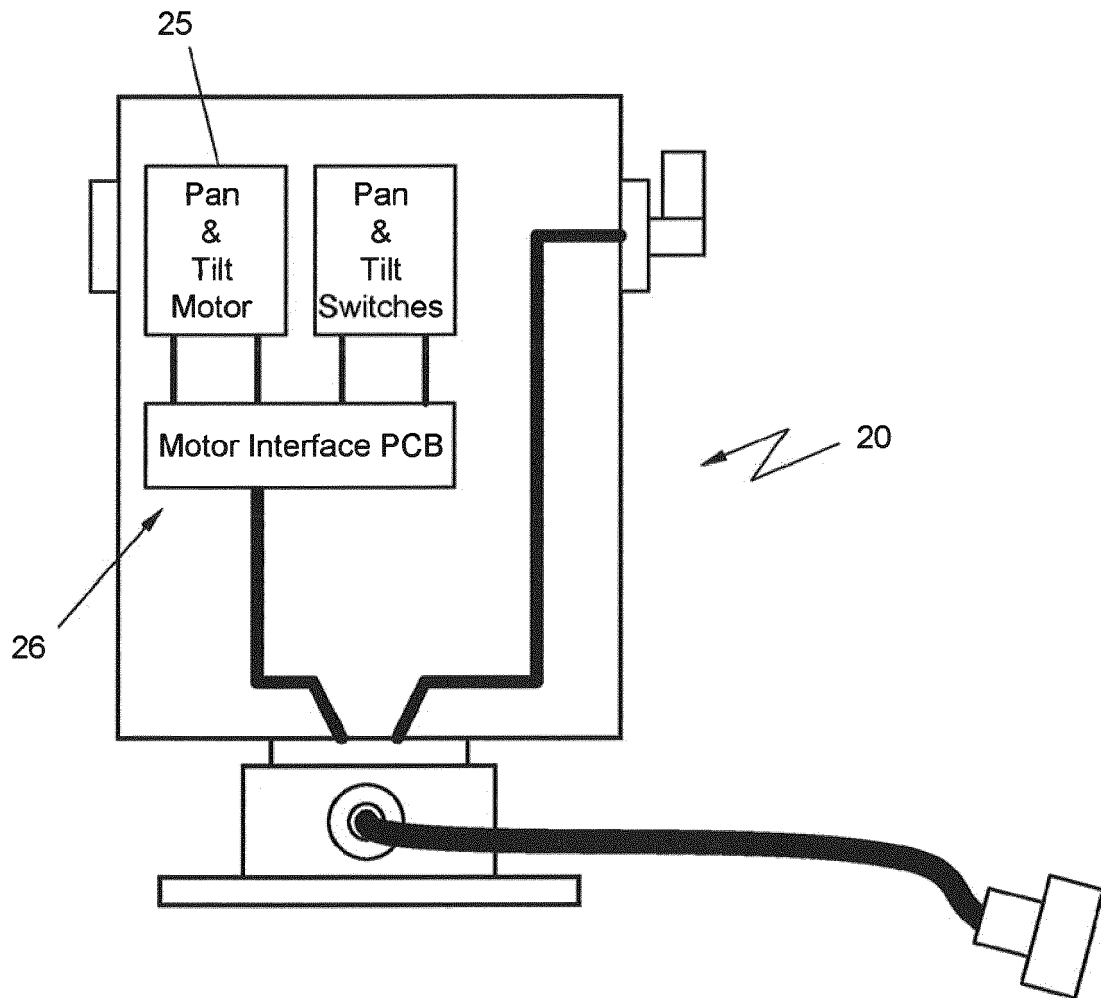 25
Pan
&
Tilt
Motor
Pan
&
Tilt
Switches
Motor Interface PCB
20
26